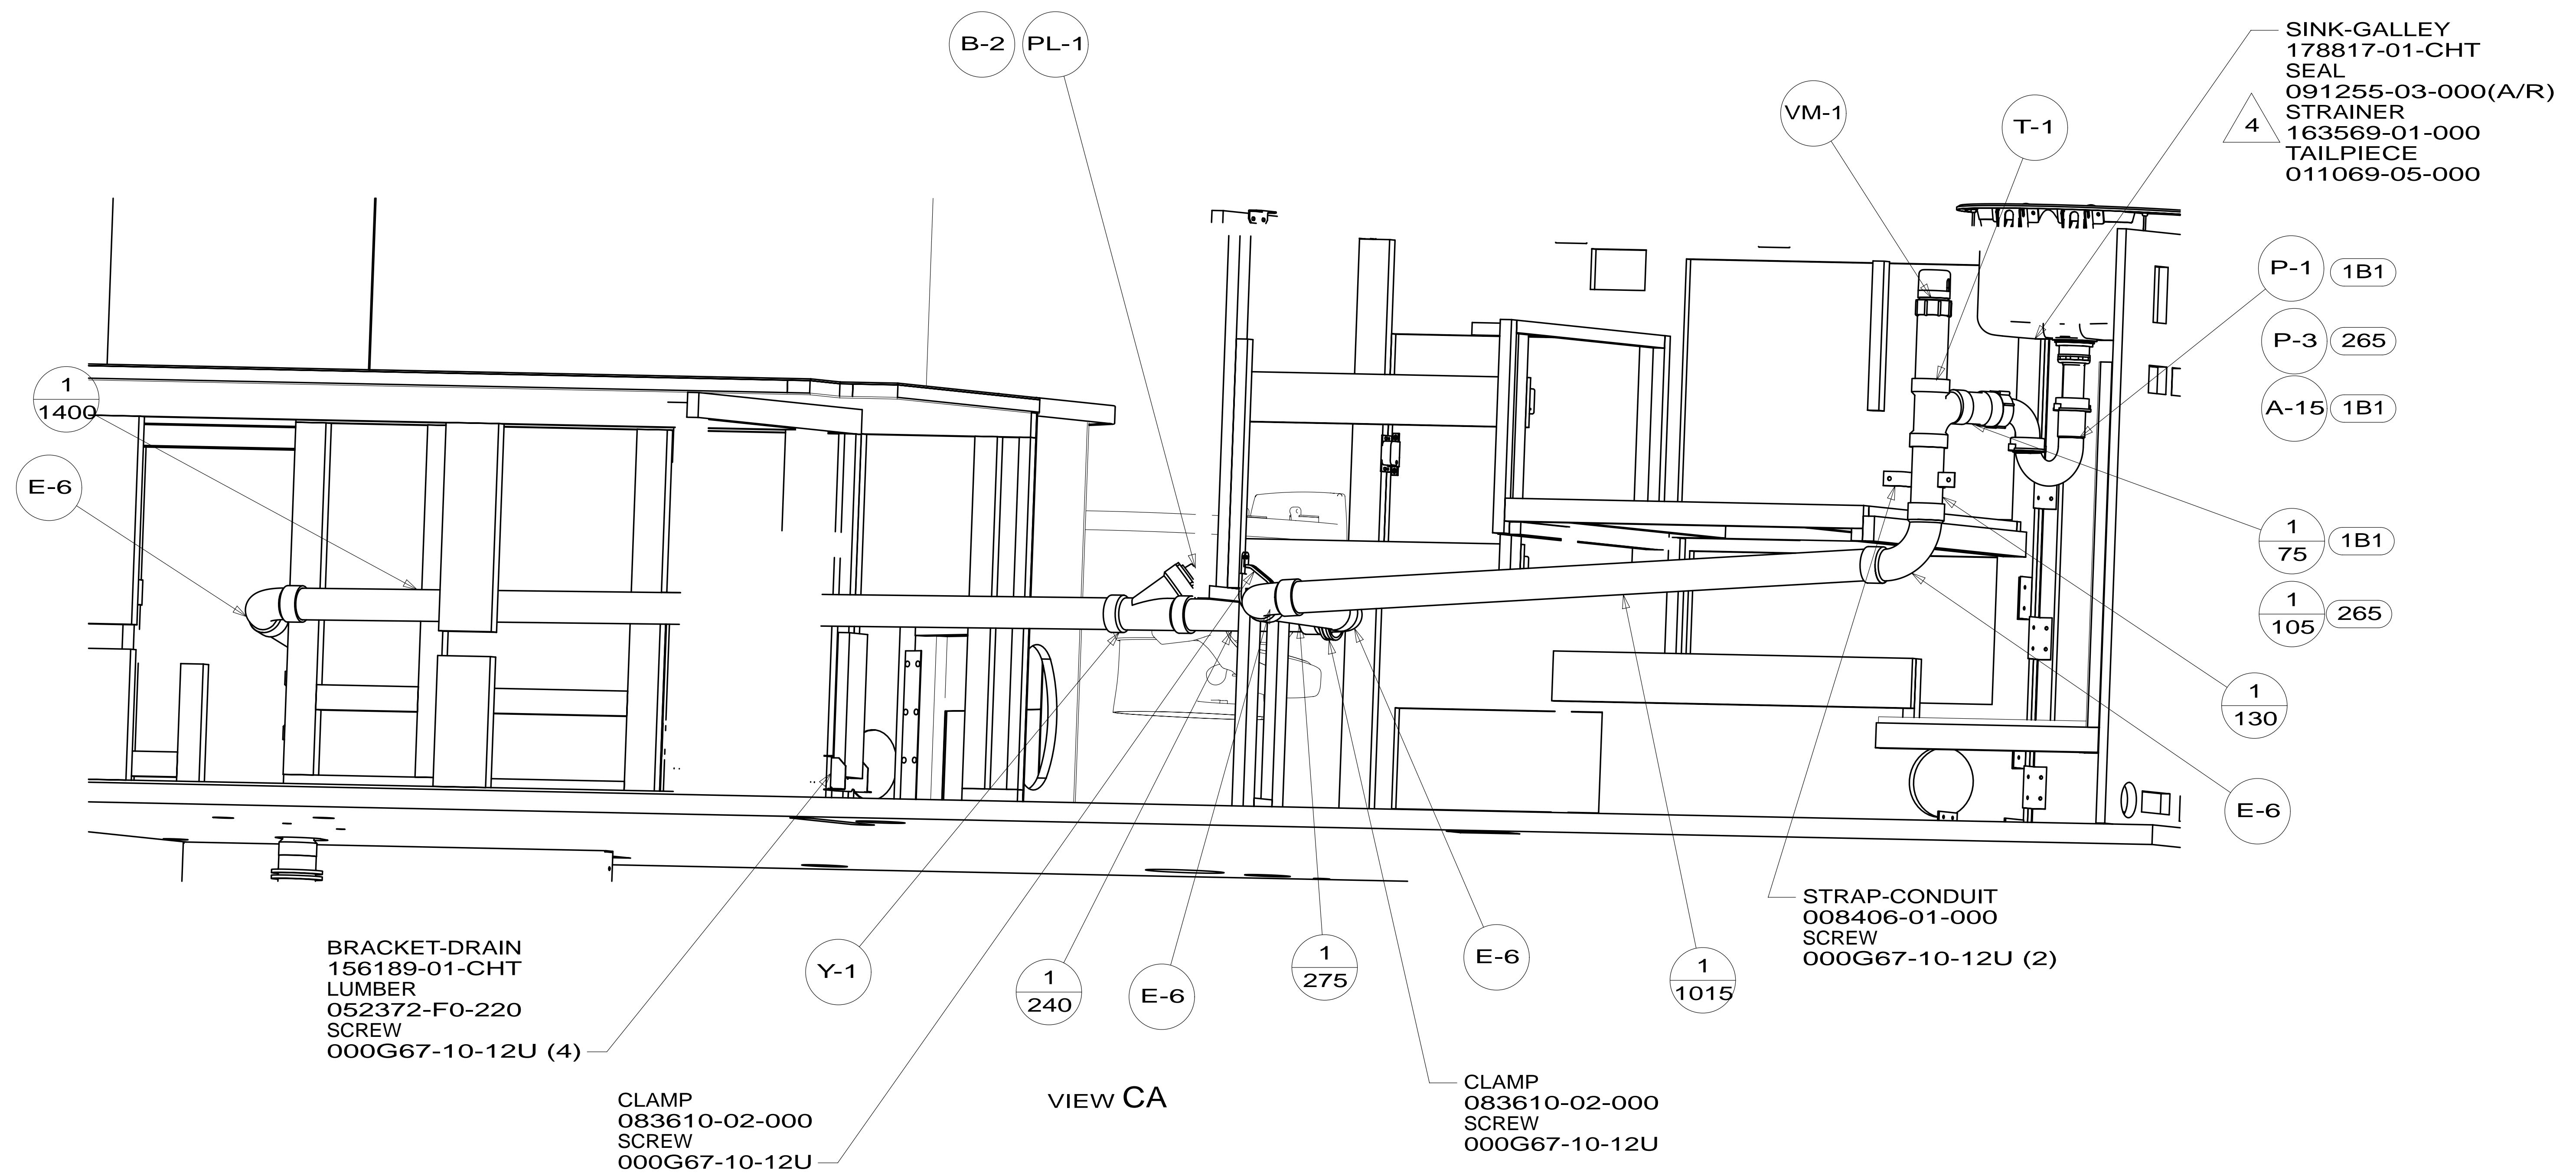 B-2
PL-1
SINK-GALLEY
178817-01-CHT
SEAL
091255-03-000(A/R)
STRAINER
163569-01-000
TAILPIECE
011069-05-000
4
VM-1
T-1
P-1
1B1
P-3
265
A-15
1B1
1
1400
E-6
1
75
1B1
1
105
265
1
130
E-6
STRAP-CONDUIT
008406-01-000
SCREW
000G67-10-12U (2)
BRACKET-DRAIN
156189-01-CHT
LUMBER
052372-F0-220
SCREW
000G67-10-12U (4)
Y-1
1
240
E-6
1
275
E-6
1
1015
CLAMP
083610-02-000
SCREW
000G67-10-12U
VIEW CA
CLAMP
083610-02-000
SCREW
000G67-10-12U